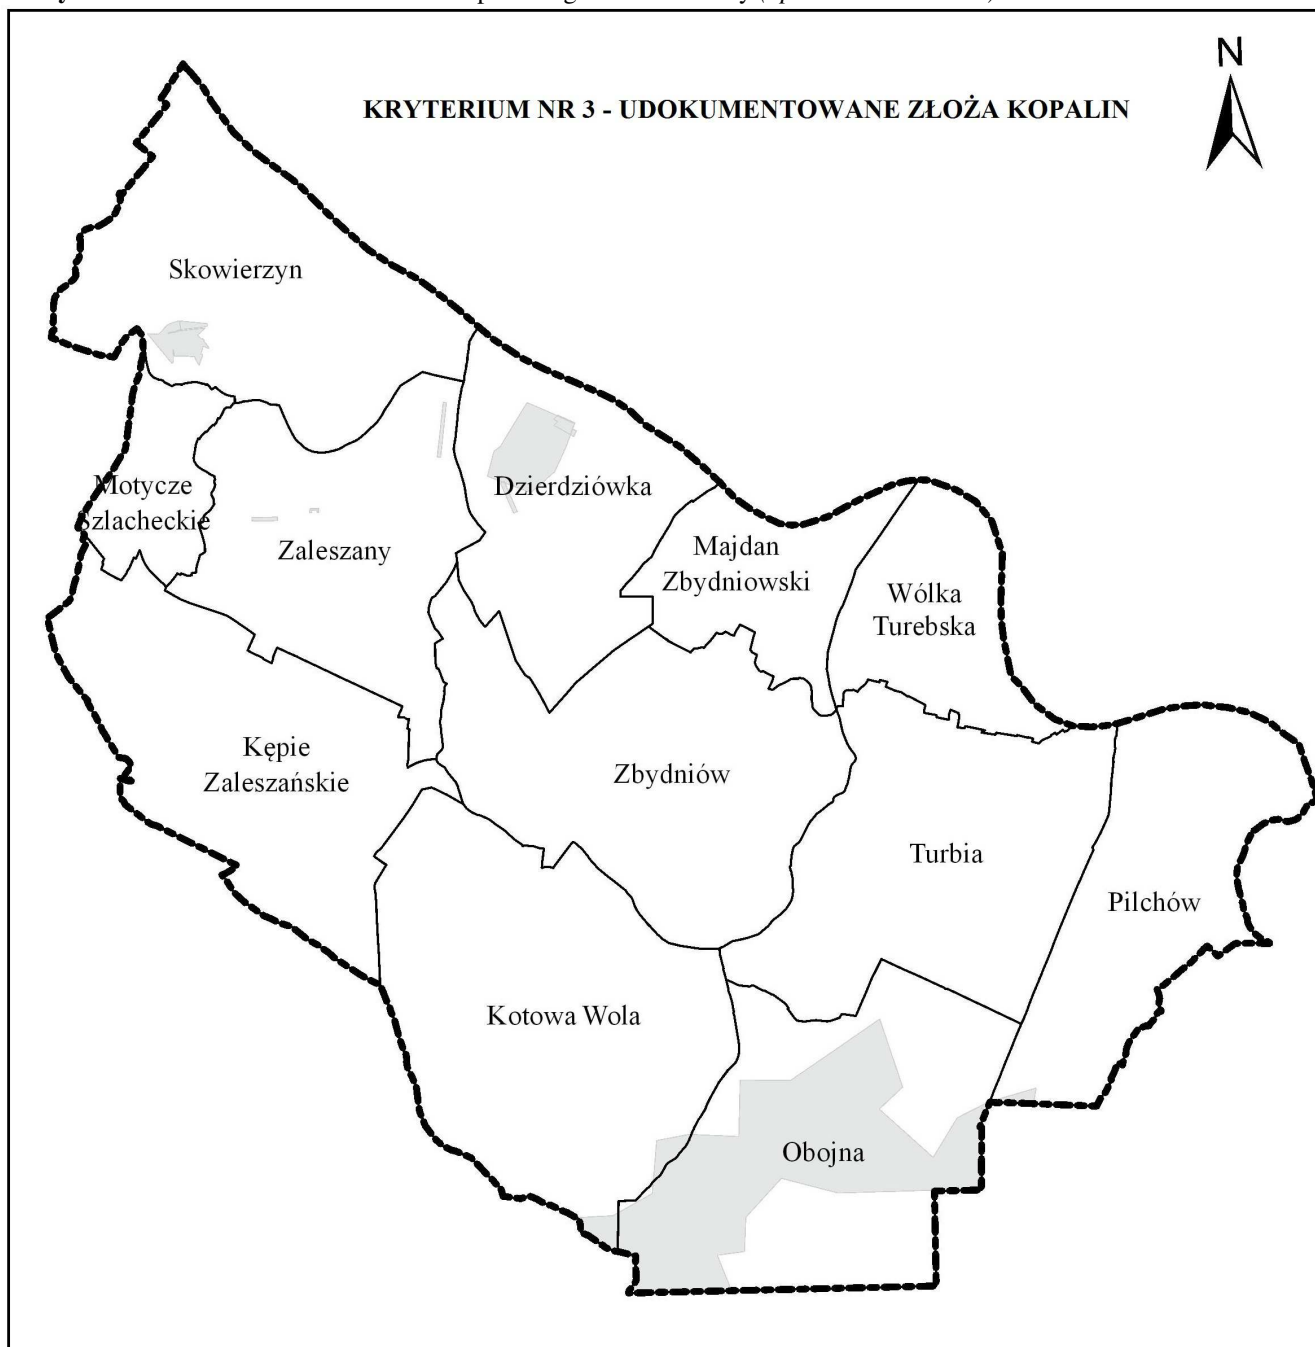 N
KRYTERIUM NR 3 - UDOKUMENTOWANE ZŁOŻA KOPALIN
Skowierzyn
Motycze
Szlacheckie
Dzierdziówka
Zaleszany
Majdan
Zbydniowski
Wólka
Turebska
Kępie
Zaleszańskie
Zbydniów
Turbia
Pilchów
Kotowa Wola
Obojna